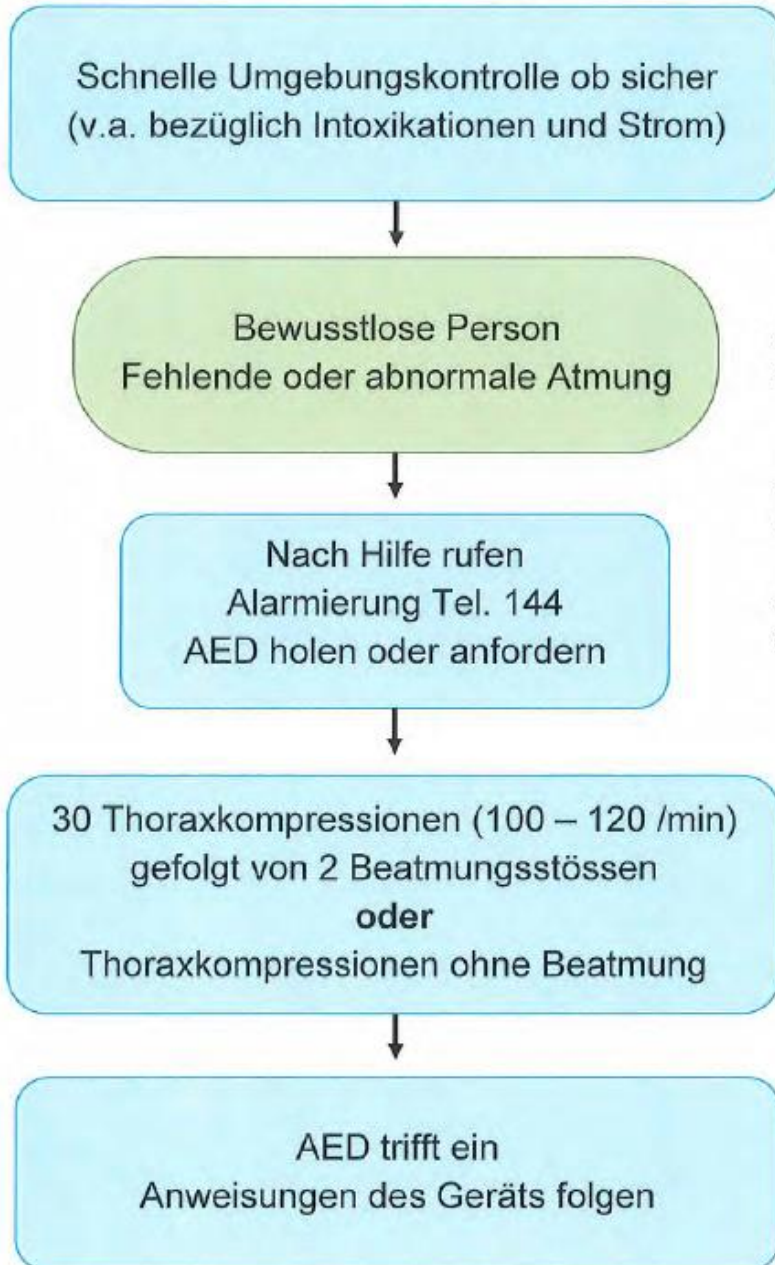 Schnelle Umgebungskontrolle ob sicher
(v.a. bezüglich Intoxikationen und Strom)
Bewusstlose Person
Fehlende oder abnormale Atmung
Nach Hilfe rufen
Alarmierung Tel. 144
AED holen oder anfordern
30 Thoraxkompressionen (100 – 120 /min)
gefolgt von 2 Beatmungsstössen
oder
Thoraxkompressionen ohne Beatmung
AED trifft ein
Anweisungen des Geräts folgen